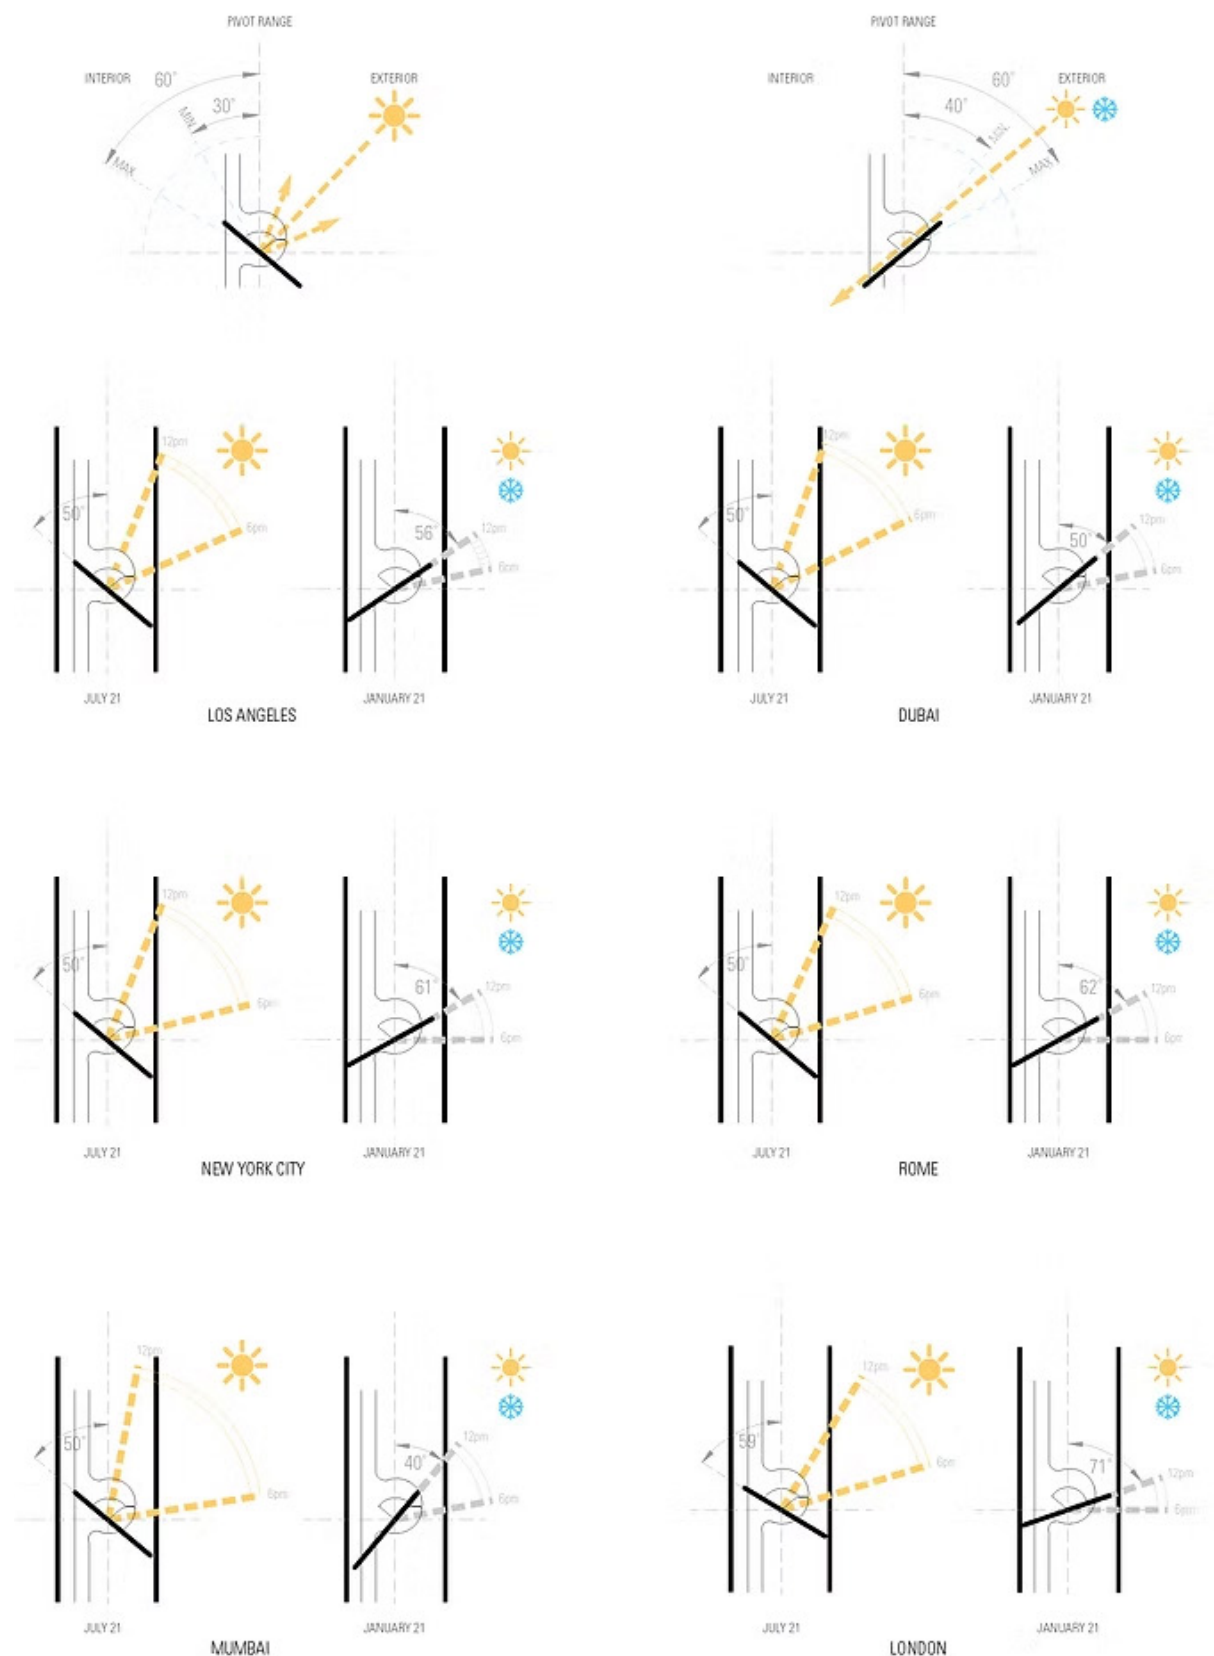 PIVOT RANGE
INTERIOR
60°
EXTERIOR
30°
MIN.
MAX.
PIVOT RANGE
INTERIOR
60°
EXTERIOR
40°
MIN.
MAX.
12pm
50°
6pm
JULY 21
56°
12pm
6pm
JANUARY 21
LOS ANGELES
12pm
50°
6pm
JULY 21
50°
12pm
6pm
JANUARY 21
DUBAI
12pm
50°
6pm
JULY 21
61°
12pm
6pm
JANUARY 21
NEW YORK CITY
12pm
50°
6pm
JULY 21
62°
12pm
6pm
JANUARY 21
ROME
12pm
50°
6pm
JULY 21
40°
12pm
6pm
JANUARY 21
MUMBAI
12pm
59°
6pm
JULY 21
71°
12pm
6pm
JANUARY 21
LONDON